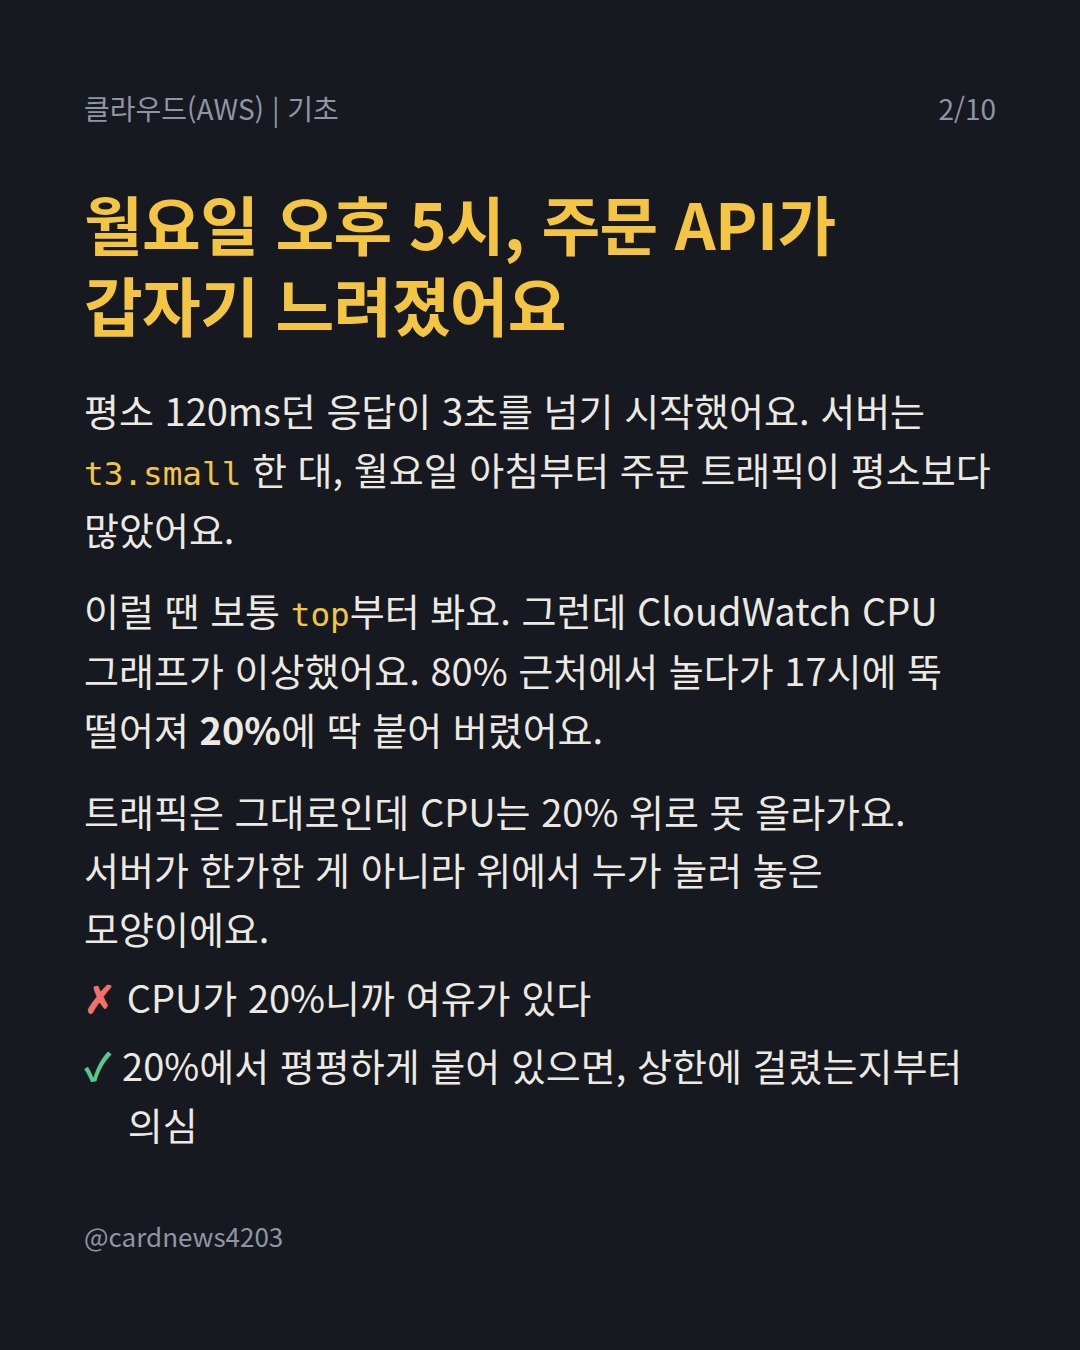 클라우드(AWS) | 기초
2/10
월요일 오후 5시, 주문 API가
갑자기 느려졌어요
평소 120ms던 응답이 3초를 넘기 시작했어요. 서버는
t3.small 한 대, 월요일 아침부터 주문 트래픽이 평소보다
많았어요.
이럴 땐 보통 top부터 봐요. 그런데 CloudWatch CPU
그래프가 이상했어요. 80% 근처에서 놀다가 17시에 뚝
떨어져 20%에 딱 붙어 버렸어요.
트래픽은 그대로인데 CPU는 20% 위로 못 올라가요.
서버가 한가한 게 아니라 위에서 누가 눌러 놓은
모양이에요.
✗ CPU가 20%니까 여유가 있다
✓ 20%에서 평평하게 붙어 있으면, 상한에 걸렸는지부터
의심
@cardnews4203